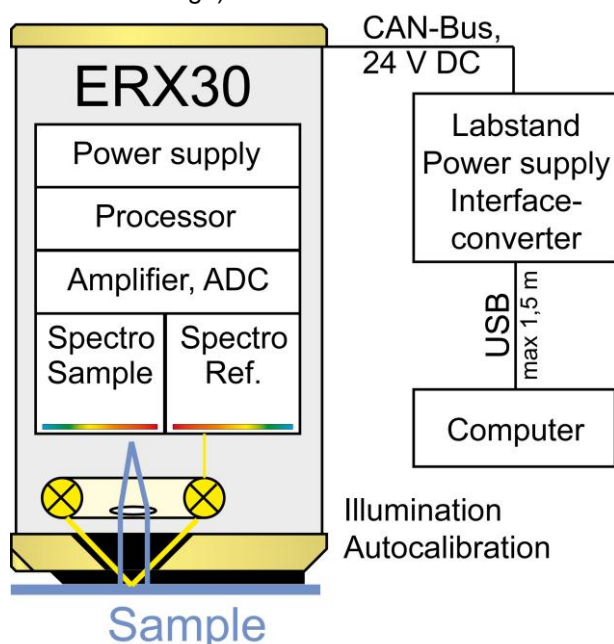 CAN-Bus,
24 V DC
ERX30
Power supply
Processor
Amplifier, ADC
Spectro
Sample
Spectro
Ref.
Labstand
Power supply
Interface-
converter
USB
max 1,5 m
Computer
Illumination
Autocalibration
Sample